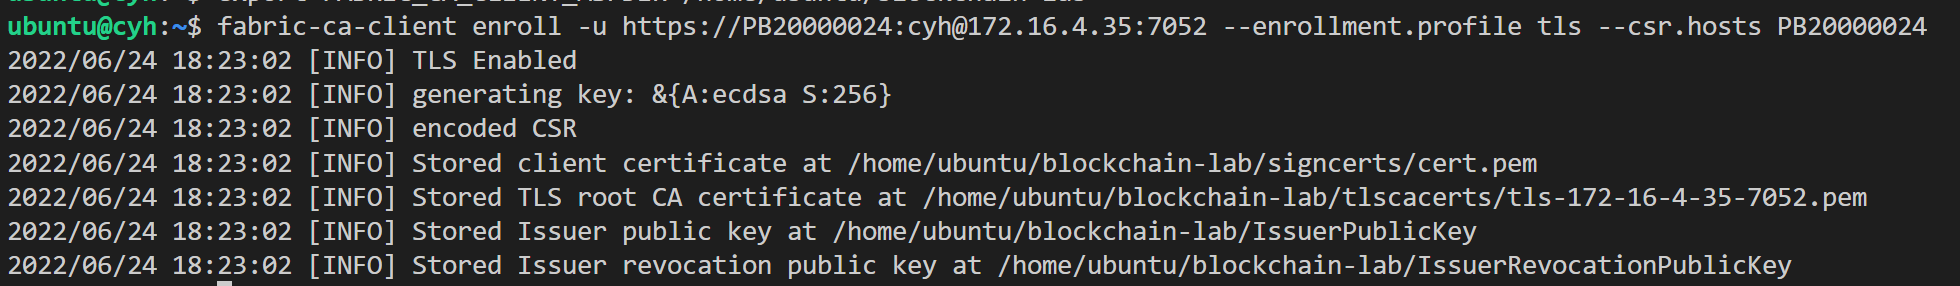 ubuntu@cyh:~$ fabric-ca-client enroll -u https://PB20000024:cyh@172.16.4.35:7052 --enrollment.profile tls --csr.hosts PB20000024
2022/06/24 18:23:02 [INFO] TLS Enabled
2022/06/24 18:23:02 [INFO] generating key: &{A:ecdsa S:256}
2022/06/24 18:23:02 [INFO] encoded CSR
2022/06/24 18:23:02 [INFO] Stored client certificate at /home/ubuntu/blockchain-lab/signcerts/cert.pem
2022/06/24 18:23:02 [INFO] Stored TLS root CA certificate at /home/ubuntu/blockchain-lab/tlscacerts/tls-172-16-4-35-7052.pem
2022/06/24 18:23:02 [INFO] Stored Issuer public key at /home/ubuntu/blockchain-lab/IssuerPublicKey
2022/06/24 18:23:02 [INFO] Stored Issuer revocation public key at /home/ubuntu/blockchain-lab/IssuerRevocationPublicKey